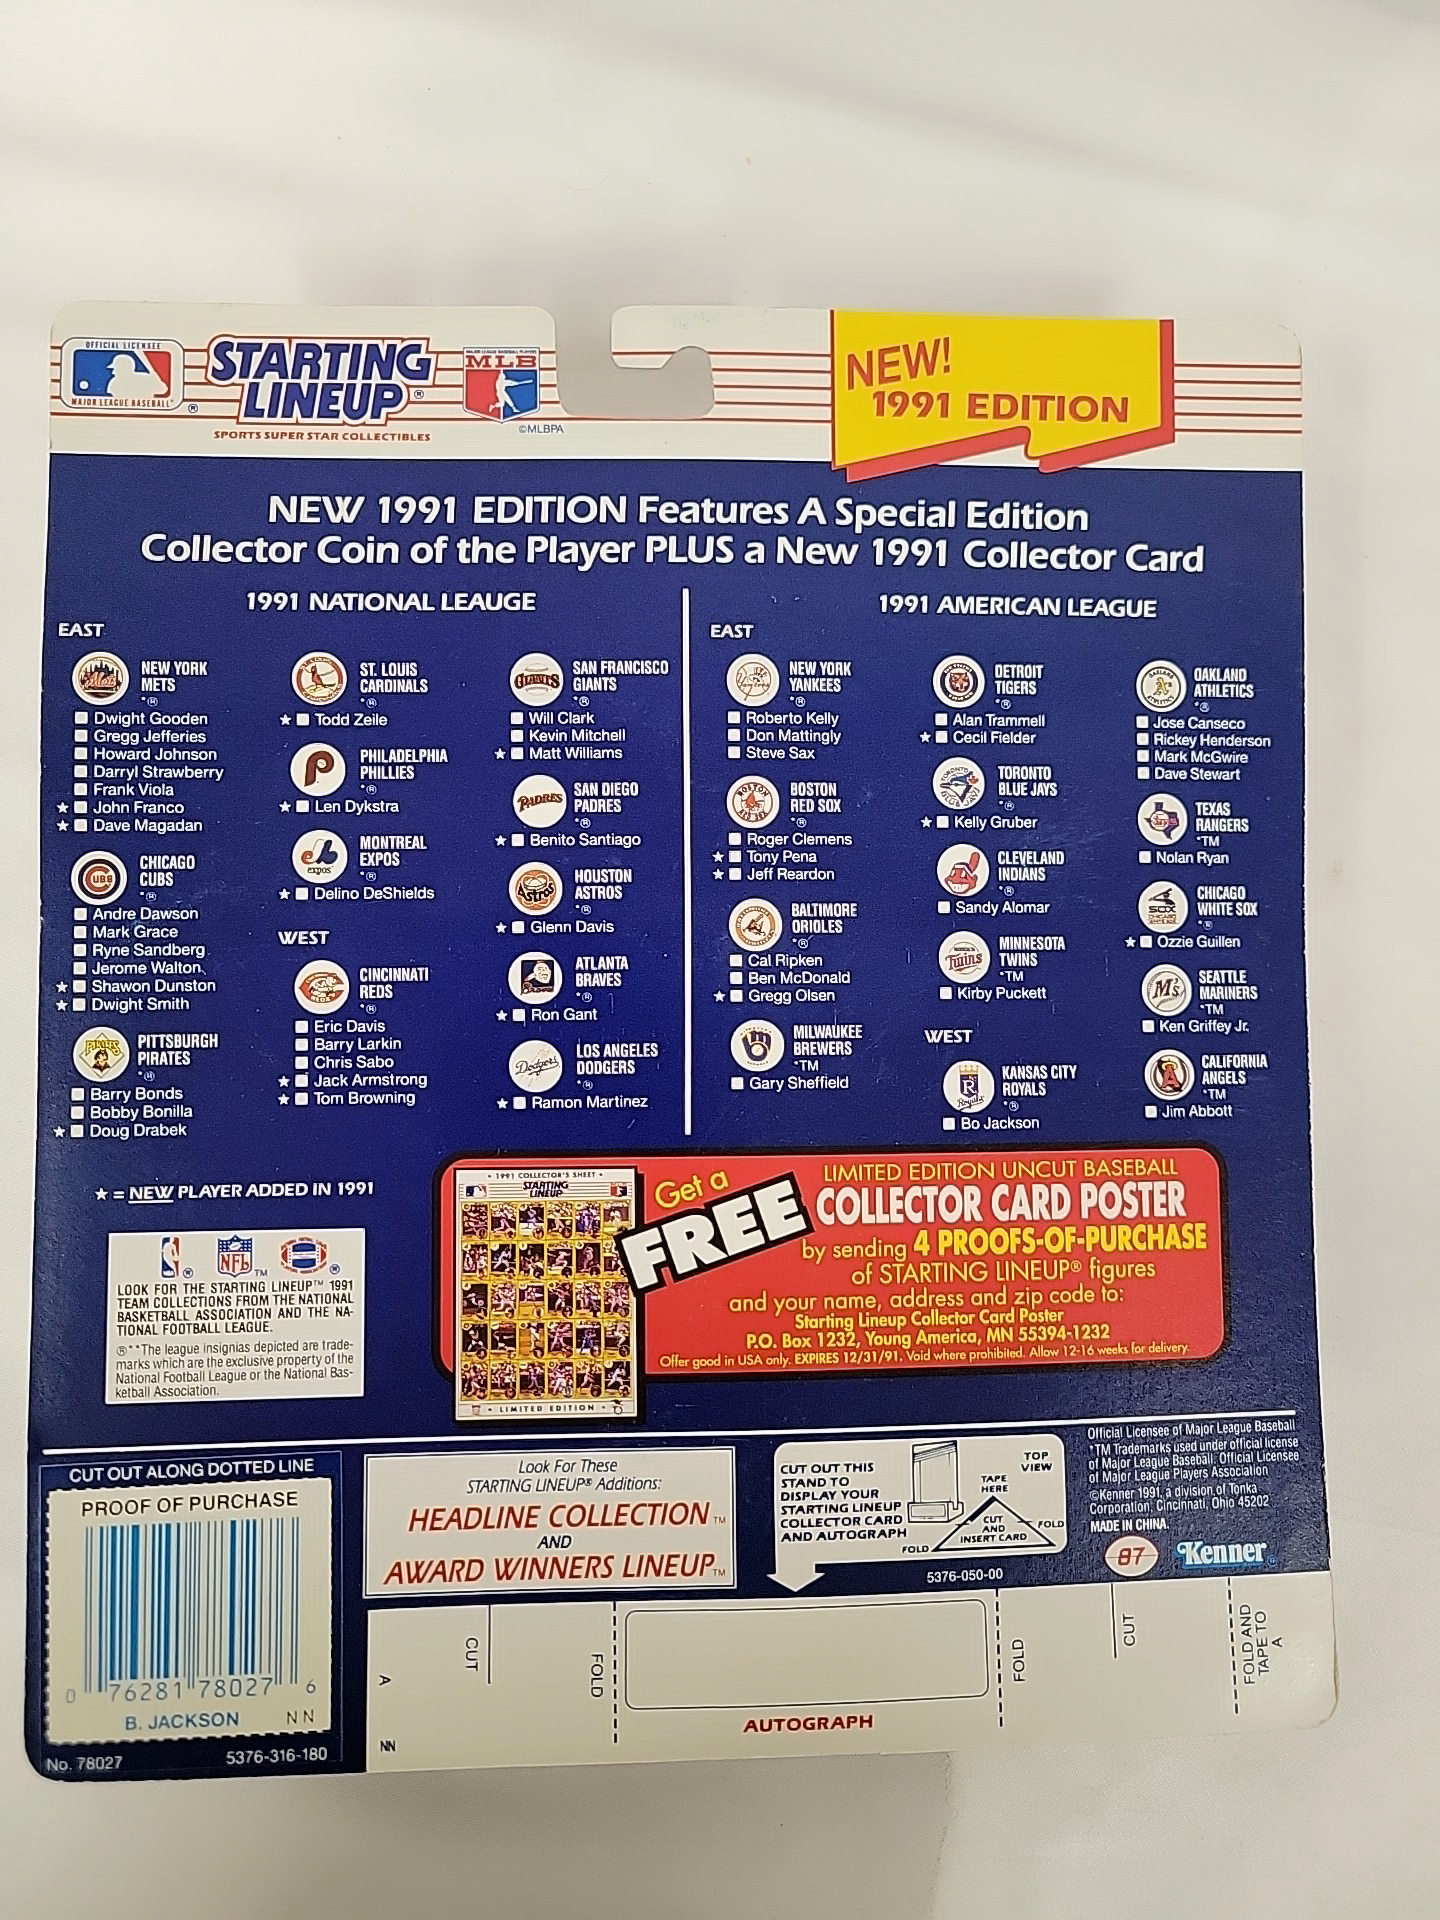 OFFICIAL LICENSEE
MAJOR LEAGUE BASEBALL
®
STARTING
LINEUP®
SPORTS SUPER STAR COLLECTIBLES
MLB
©MLBPA
NEW!
1991 EDITION
NEW 1991 EDITION Features A Special Edition
Collector Coin of the Player PLUS a New 1991 Collector Card
1991 NATIONAL LEAUGE
EAST
NEW YORK
METS
*®
Dwight Gooden
Gregg Jefferies
Howard Johnson
Darryl Strawberry
Frank Viola
★ John Franco
★ Dave Magadan
CHICAGO
CUBS
*®
Andre Dawson
Mark Grace
Ryne Sandberg
Jerome Walton
★ Shawon Dunston
★ Dwight Smith
PITTSBURGH
PIRATES
*®
Barry Bonds
Bobby Bonilla
★ Doug Drabek
ST. LOUIS
CARDINALS
*®
★ Todd Zeile
PHILADELPHIA
PHILLIES
*®
★ Len Dykstra
MONTREAL
EXPOS
*®
expos
★ Delino DeShields
WEST
CINCINNATI
REDS
*®
Eric Davis
Barry Larkin
Chris Sabo
★ Jack Armstrong
★ Tom Browning
SAN FRANCISCO
GIANTS
*®
GIANTS
Will Clark
Kevin Mitchell
★ Matt Williams
SAN DIEGO
PADRES
*®
PADRES
★ Benito Santiago
HOUSTON
ASTROS
*®
Astros
★ Glenn Davis
ATLANTA
BRAVES
*®
★ Ron Gant
LOS ANGELES
DODGERS
*®
Dodgers
★ Ramon Martinez
1991 AMERICAN LEAGUE
EAST
NEW YORK
YANKEES
*®
Roberto Kelly
Don Mattingly
Steve Sax
BOSTON
RED SOX
*®
Roger Clemens
★ Tony Pena
★ Jeff Reardon
BALTIMORE
ORIOLES
*®
Cal Ripken
Ben McDonald
★ Gregg Olsen
MILWAUKEE
BREWERS
*TM
Gary Sheffield
DETROIT
TIGERS
*®
Alan Trammell
★ Cecil Fielder
TORONTO
BLUE JAYS
*®
★ Kelly Gruber
CLEVELAND
INDIANS
*®
Sandy Alomar
MINNESOTA
TWINS
*TM
Twins
Kirby Puckett
WEST
KANSAS CITY
ROYALS
*®
Royals
Bo Jackson
OAKLAND
ATHLETICS
*®
Jose Canseco
Rickey Henderson
Mark McGwire
Dave Stewart
TEXAS
RANGERS
*TM
Nolan Ryan
CHICAGO
WHITE SOX
*®
SOX
★ Ozzie Guillen
SEATTLE
MARINERS
*TM
Ken Griffey Jr.
CALIFORNIA
ANGELS
*TM
Jim Abbott
★ = NEW PLAYER ADDED IN 1991
NFL
LOOK FOR THE STARTING LINEUP™ 1991
TEAM COLLECTIONS FROM THE NATIONAL
BASKETBALL ASSOCIATION AND THE NA-
TIONAL FOOTBALL LEAGUE.
®**The league insignias depicted are trade-
marks which are the exclusive property of the
National Football League or the National Bas-
ketball Association.
• 1991 COLLECTOR'S SHEET •
STARTING
LINEUP
• LIMITED EDITION •
Get a
FREE
LIMITED EDITION UNCUT BASEBALL
COLLECTOR CARD POSTER
by sending 4 PROOFS-OF-PURCHASE
of STARTING LINEUP® figures
and your name, address and zip code to:
Starting Lineup Collector Card Poster
P.O. Box 1232, Young America, MN 55394-1232
Offer good in USA only. EXPIRES 12/31/91. Void where prohibited. Allow 12-16 weeks for delivery.
CUT OUT ALONG DOTTED LINE
PROOF OF PURCHASE
0 76281 78027 6
B. JACKSON NN
No. 78027
5376-316-180
Look For These
STARTING LINEUP® Additions:
HEADLINE COLLECTION™
AND
AWARD WINNERS LINEUP™
CUT OUT THIS
STAND TO
DISPLAY YOUR
STARTING LINEUP
COLLECTOR CARD
AND AUTOGRAPH
TOP
VIEW
TAPE
HERE
CUT
AND
INSERT CARD
FOLD
FOLD
5376-050-00
Official Licensee of Major League Baseball
*TM Trademarks used under official license
of Major League Baseball. Official Licensee
of Major League Players Association
©Kenner 1991, a division of Tonka
Corporation, Cincinnati, Ohio 45202
MADE IN CHINA.
87
Kenner®
A
NN
CUT
FOLD
AUTOGRAPH
FOLD
CUT
FOLD AND
TAPE TO
A